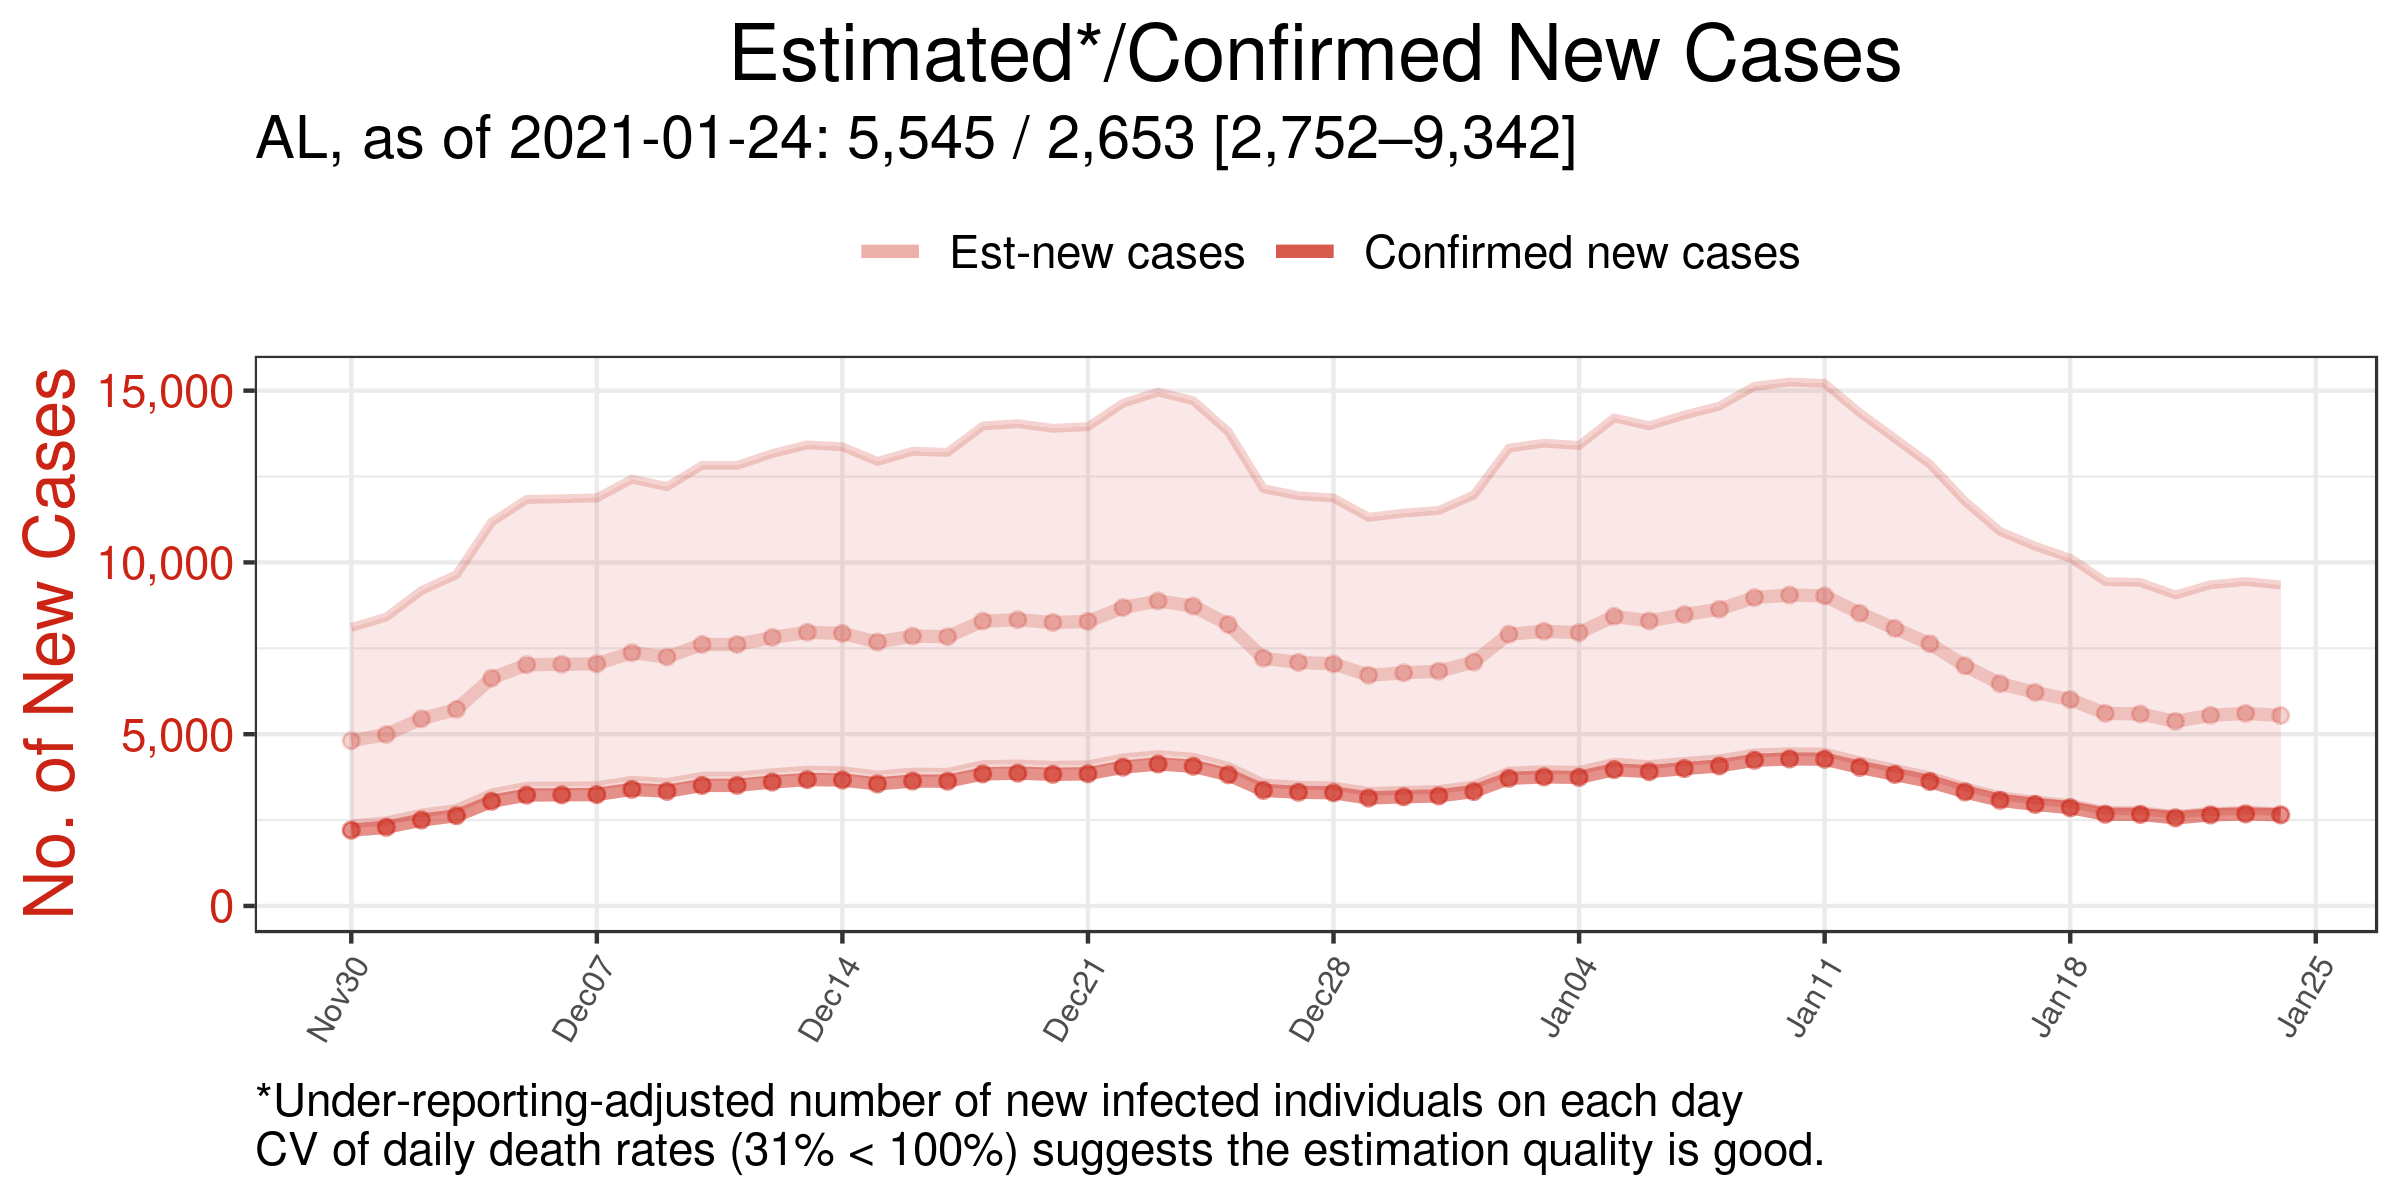 Estimated*/Confirmed New Cases
AL, as of 2021-01-24: 5,545 / 2,653 [2,752–9,342]
Est-new cases
Confirmed new cases
No. of New Cases
15,000
10,000
5,000
0
Nov30
Dec07
Dec14
Dec21
Dec28
Jan04
Jan11
Jan18
Jan25
*Under-reporting-adjusted number of new infected individuals on each day
CV of daily death rates (31% < 100%) suggests the estimation quality is good.